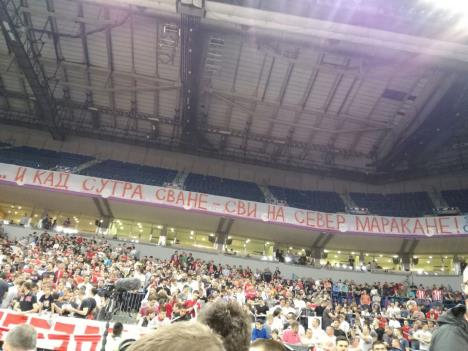 ... И КАД СУТРА СВАНЕ - СВИ НА СЕВЕР МАРАКАНЕ!